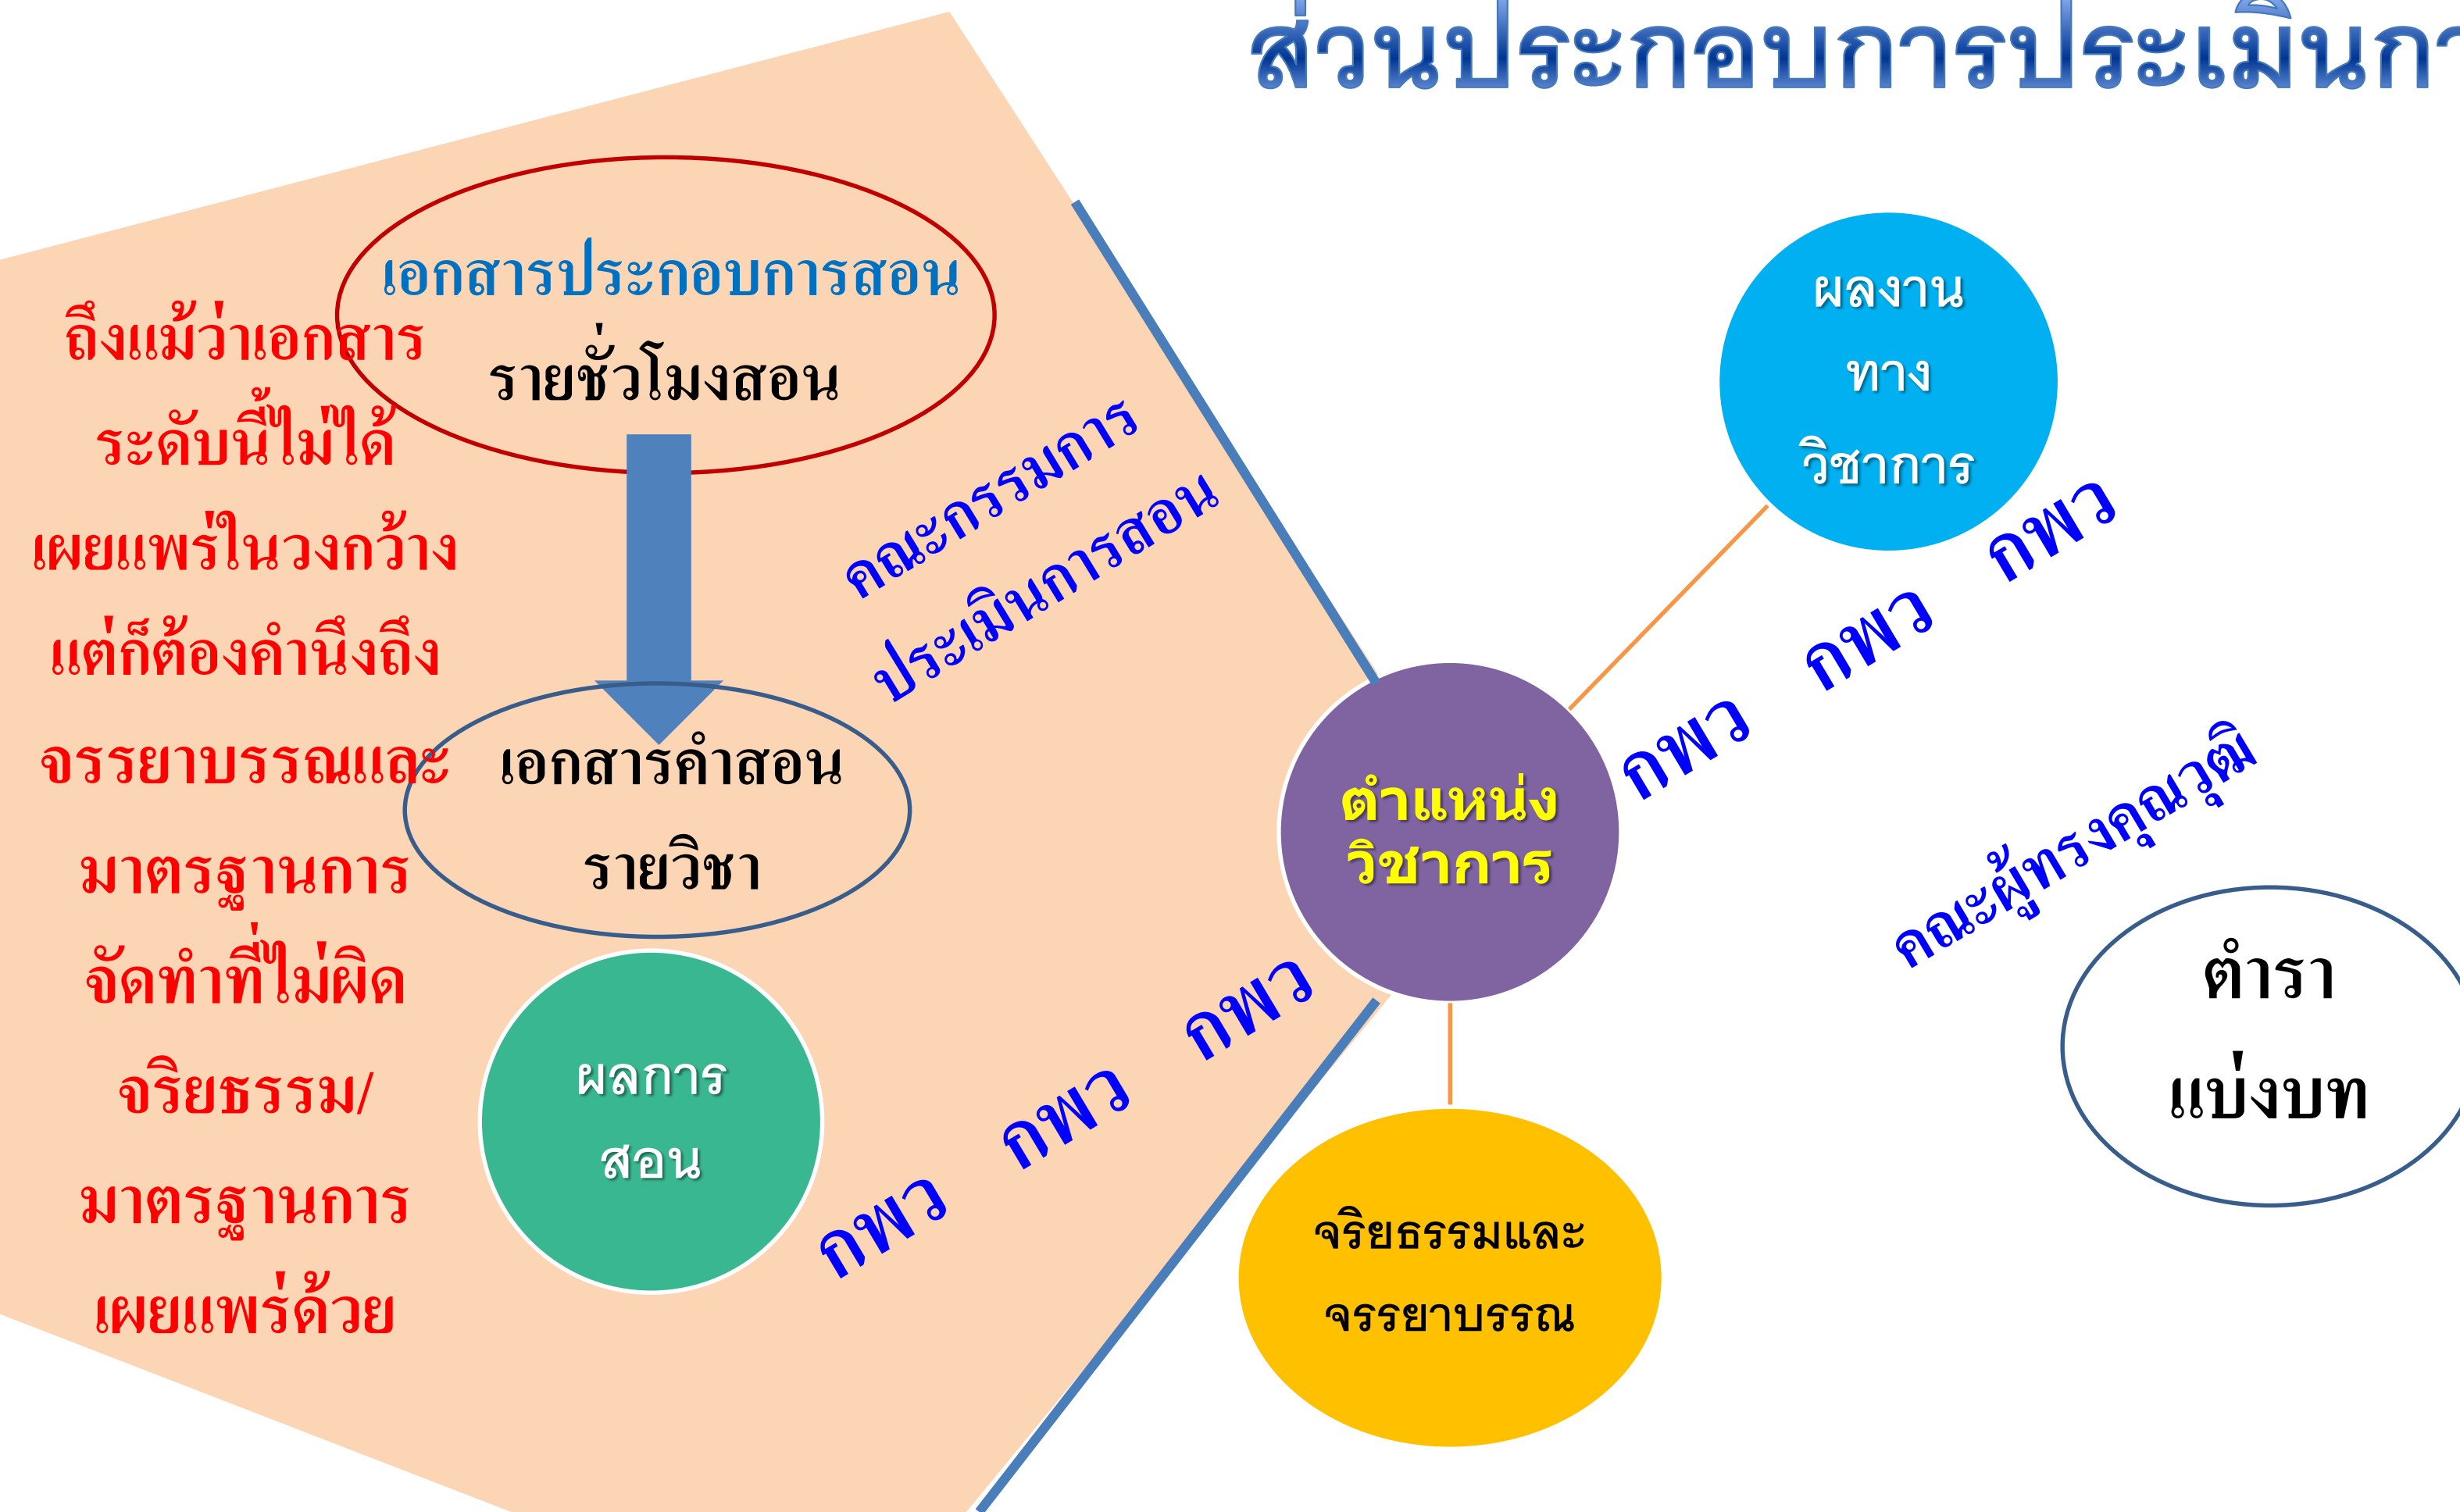 ส่วนประกอบการประเมินกา
เอกสารประกอบการสอน
รายชั่วโมงสอน
ถึงแม้ว่าเอกสาร
ระดับนี้ไม่ได้
เผยแพร่ในวงกว้าง
แต่ก็ต้องคำนึงถึง
จรรยาบรรณและ
มาตรฐานการ
จัดทำที่ไม่ผิด
จริยธรรม/
มาตรฐานการ
เผยแพร่ด้วย
เอกสารคำสอน
รายวิชา
ผลการ
สอน
คณะกรรมการ
ประเมินการสอน
กพว กพว กพว
ตำแหน่ง
วิชาการ
ผลงาน
ทาง
วิชาการ
กพว กพว กพว
คณะผู้ทรงคุณวุฒิ
ตำรา
แบ่งบท
จริยธรรมและ
จรรยาบรรณ